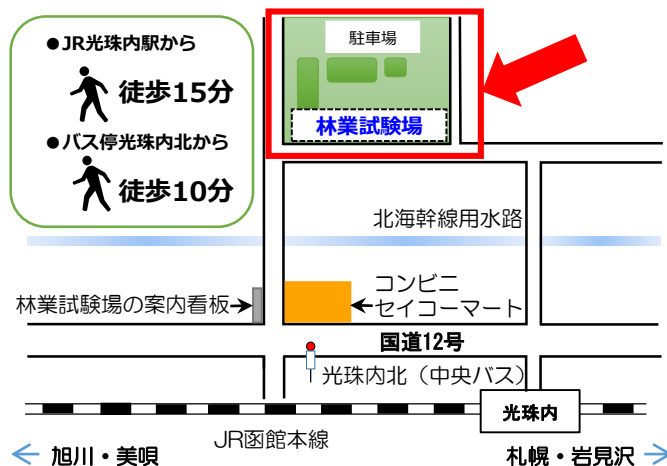 ●JR光珠内駅から
徒歩15分
●バス停光珠内北から
徒歩10分
駐車場
林業試験場
北海幹線用水路
林業試験場の案内看板
コンビニ
セイコーマート
国道12号
光珠内北（中央バス）
光珠内
JR函館本線
旭川・美唄
札幌・岩見沢